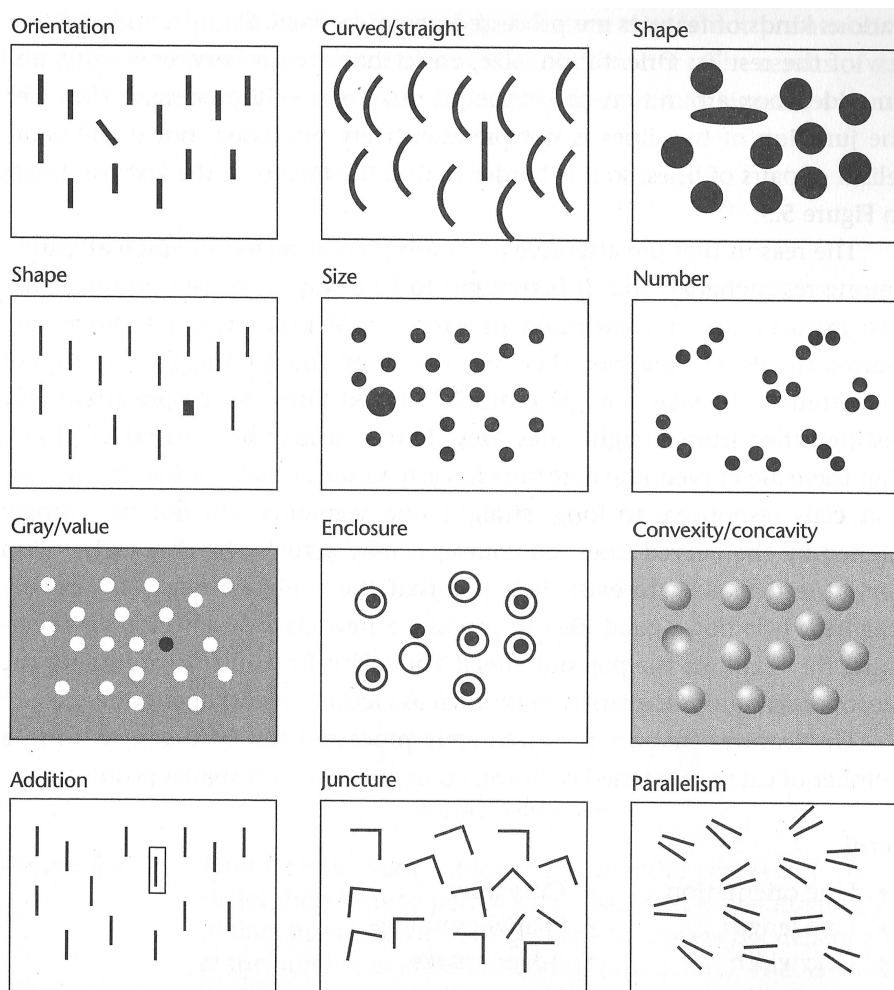 Orientation
Curved/straight
Shape
Shape
Size
Number
Gray/value
Enclosure
Convexity/concavity
Addition
Juncture
Parallelism